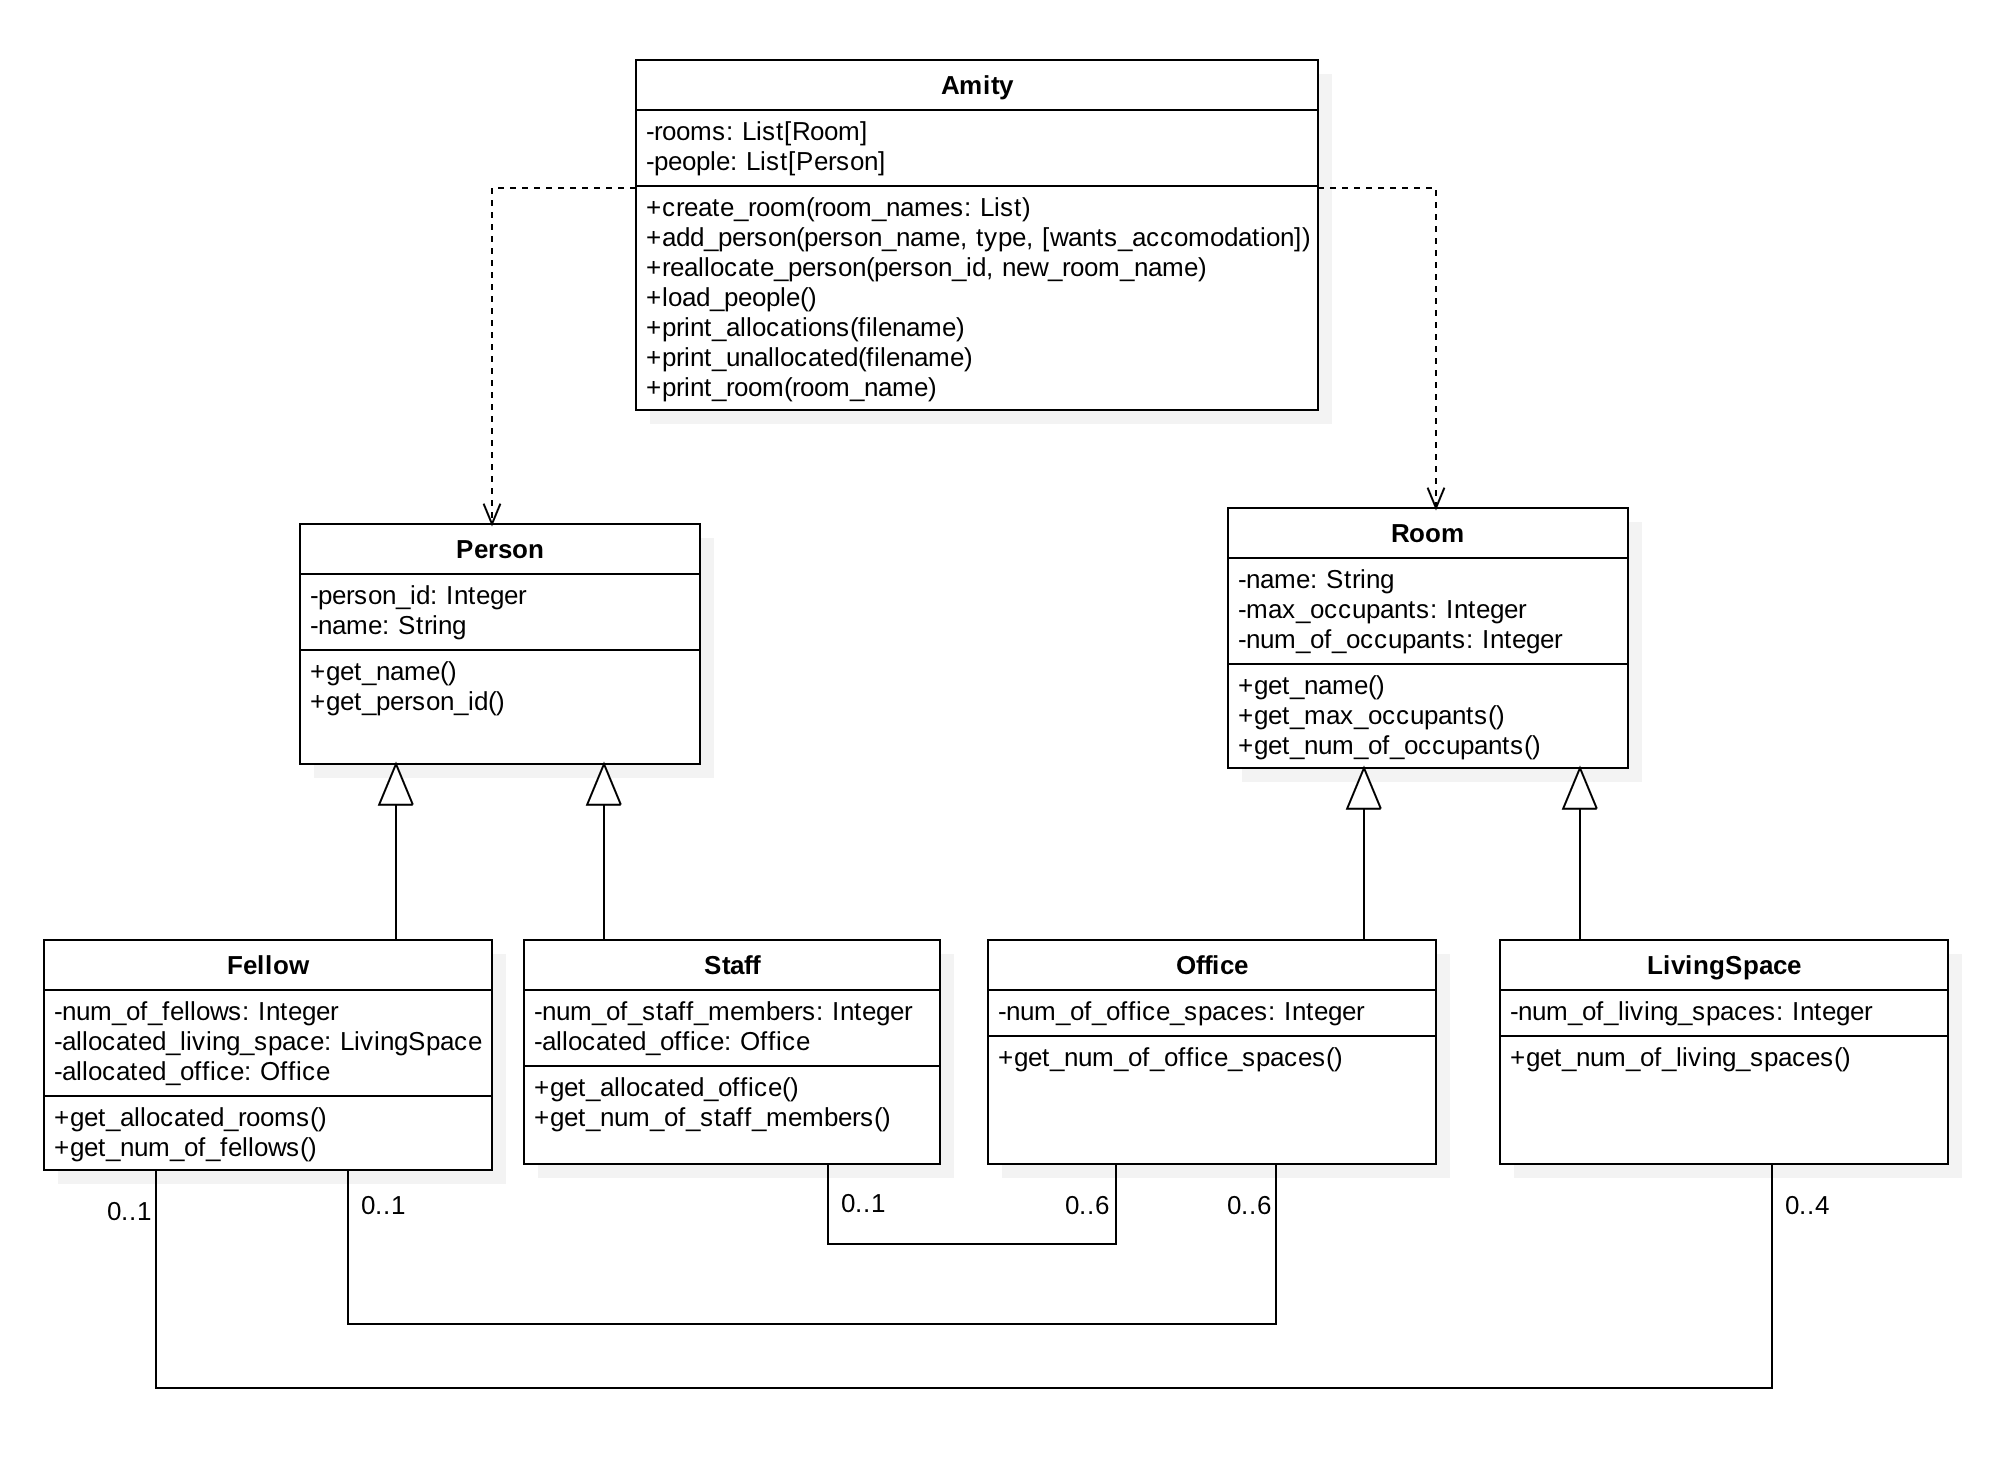 Amity
-rooms: List[Room]
-people: List[Person]
+create_room(room_names: List)
+add_person(person_name, type, [wants_accomodation])
+reallocate_person(person_id, new_room_name)
+load_people()
+print_allocations(filename)
+print_unallocated(filename)
+print_room(room_name)
Person
-person_id: Integer
-name: String
+get_name()
+get_person_id()
Room
-name: String
-max_occupants: Integer
-num_of_occupants: Integer
+get_name()
+get_max_occupants()
+get_num_of_occupants()
Fellow
-num_of_fellows: Integer
-allocated_living_space: LivingSpace
-allocated_office: Office
+get_allocated_rooms()
+get_num_of_fellows()
Staff
-num_of_staff_members: Integer
-allocated_office: Office
+get_allocated_office()
+get_num_of_staff_members()
Office
-num_of_office_spaces: Integer
+get_num_of_office_spaces()
LivingSpace
-num_of_living_spaces: Integer
+get_num_of_living_spaces()
0..1
0..1
0..1
0..6
0..6
0..4